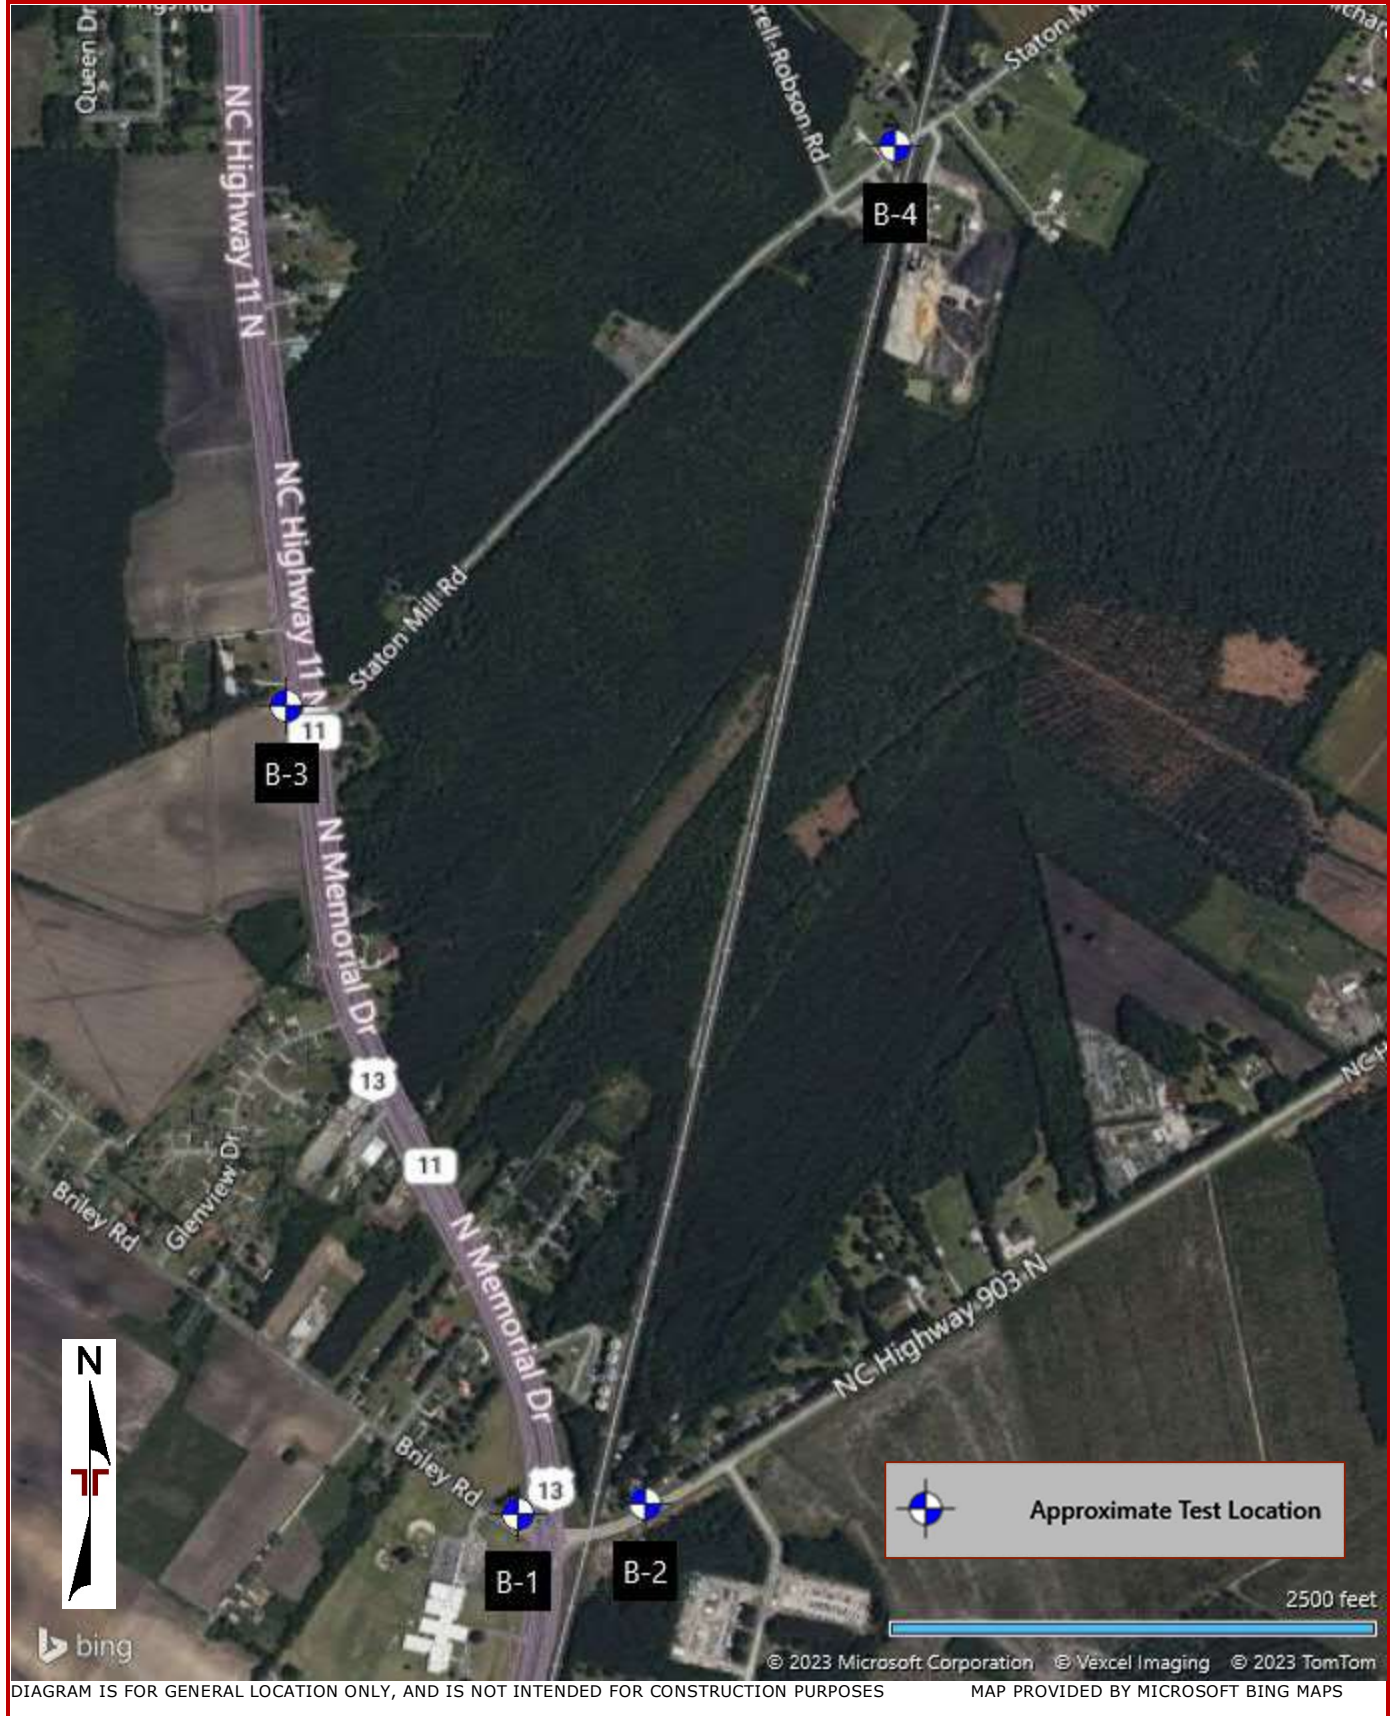 Queen Dr
Staton M
rell-Robson Rd
NC Highway 11 N
B-4
NC Highway 11 N
Staton Mill Rd
11
B-3
N Memorial Dr
13
NC H
11
Glenview Dr
Briley Rd
N Memorial Dr
NC Highway 903 N
N
Briley Rd
13
Approximate Test Location
B-1
B-2
2500 feet
bing
© 2023 Microsoft Corporation © Vexcel Imaging © 2023 TomTom
DIAGRAM IS FOR GENERAL LOCATION ONLY, AND IS NOT INTENDED FOR CONSTRUCTION PURPOSES MAP PROVIDED BY MICROSOFT BING MAPS